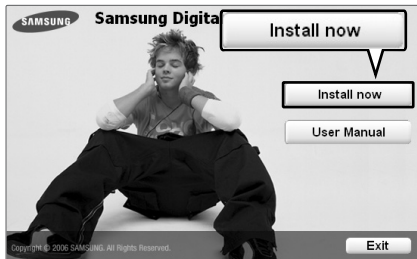 SAMSUNG
Samsung Digita
Install now
Install now
User Manual
Copyright © 2006 SAMSUNG. All Rights Reserved.
Exit